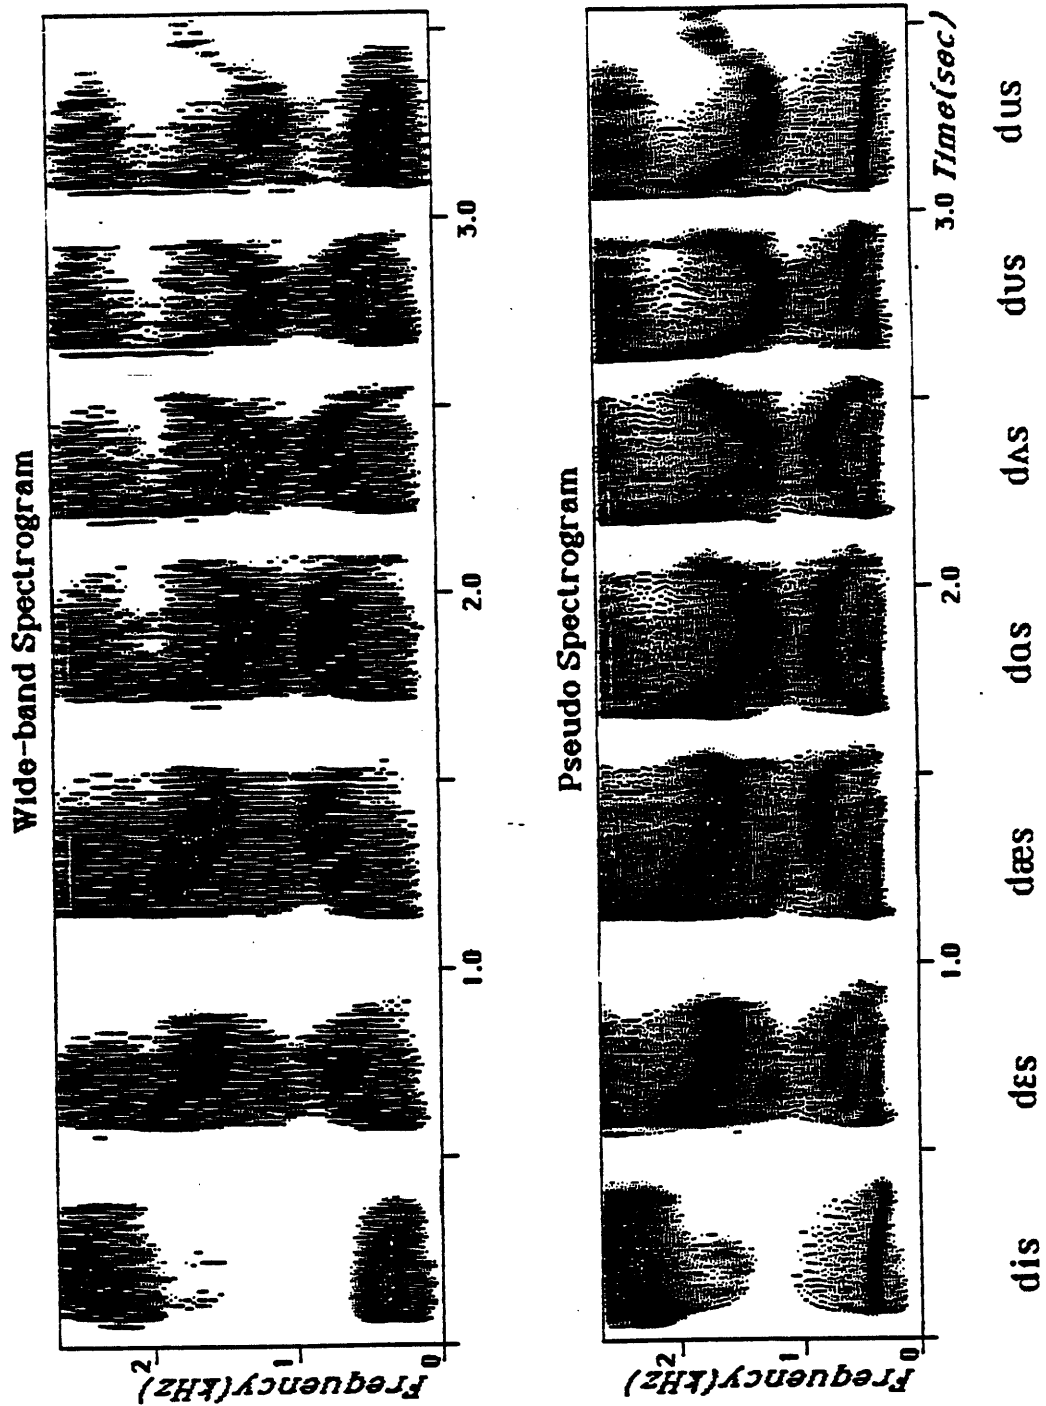 Wide-band Spectrogram
Frequency(kHz)
2
1
0
1.0
2.0
3.0
Pseudo Spectrogram
Frequency(kHz)
2
1
0
1.0
2.0
3.0 Time(sec)
dis
dɛs
dæs
dɑs
dʌs
dʊs
dus